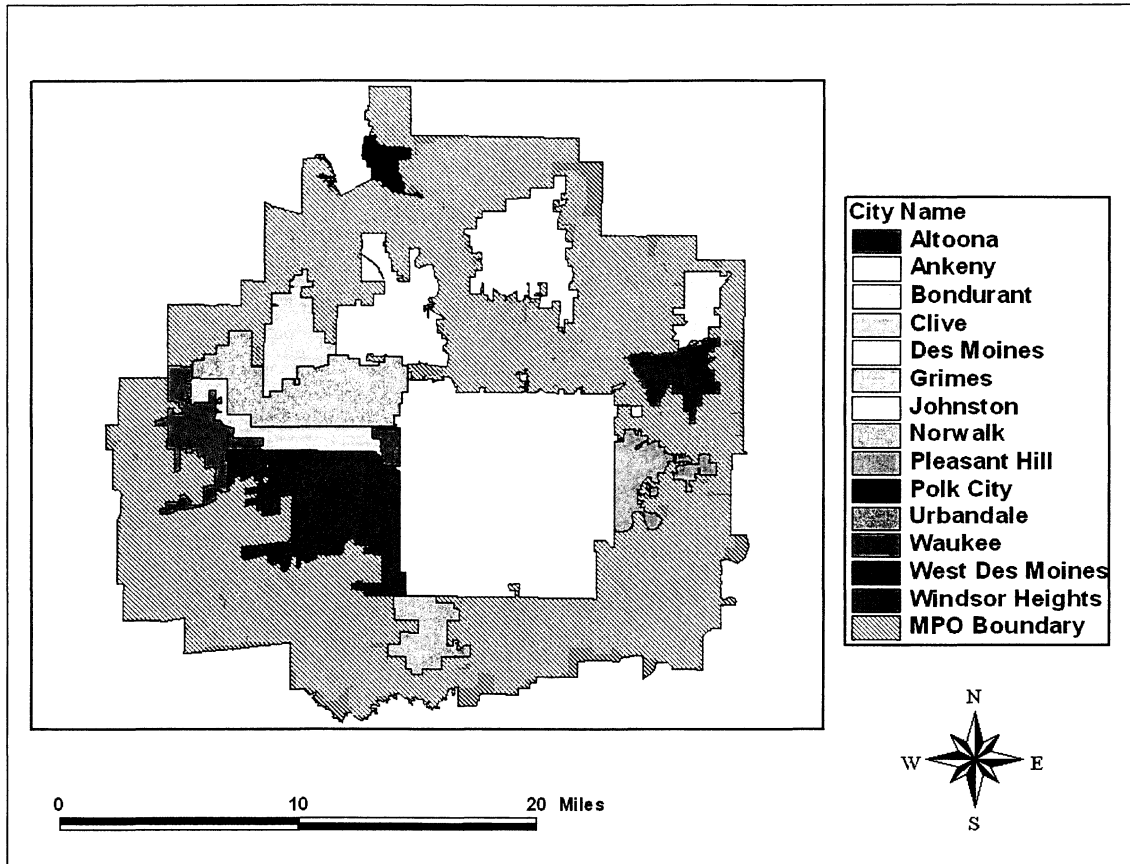 City Name
Altoona
Ankeny
Bondurant
Clive
Des Moines
Grimes
Johnston
Norwalk
Pleasant Hill
Polk City
Urbandale
Waukee
West Des Moines
Windsor Heights
MPO Boundary
N
W E
S
0 10 20 Miles